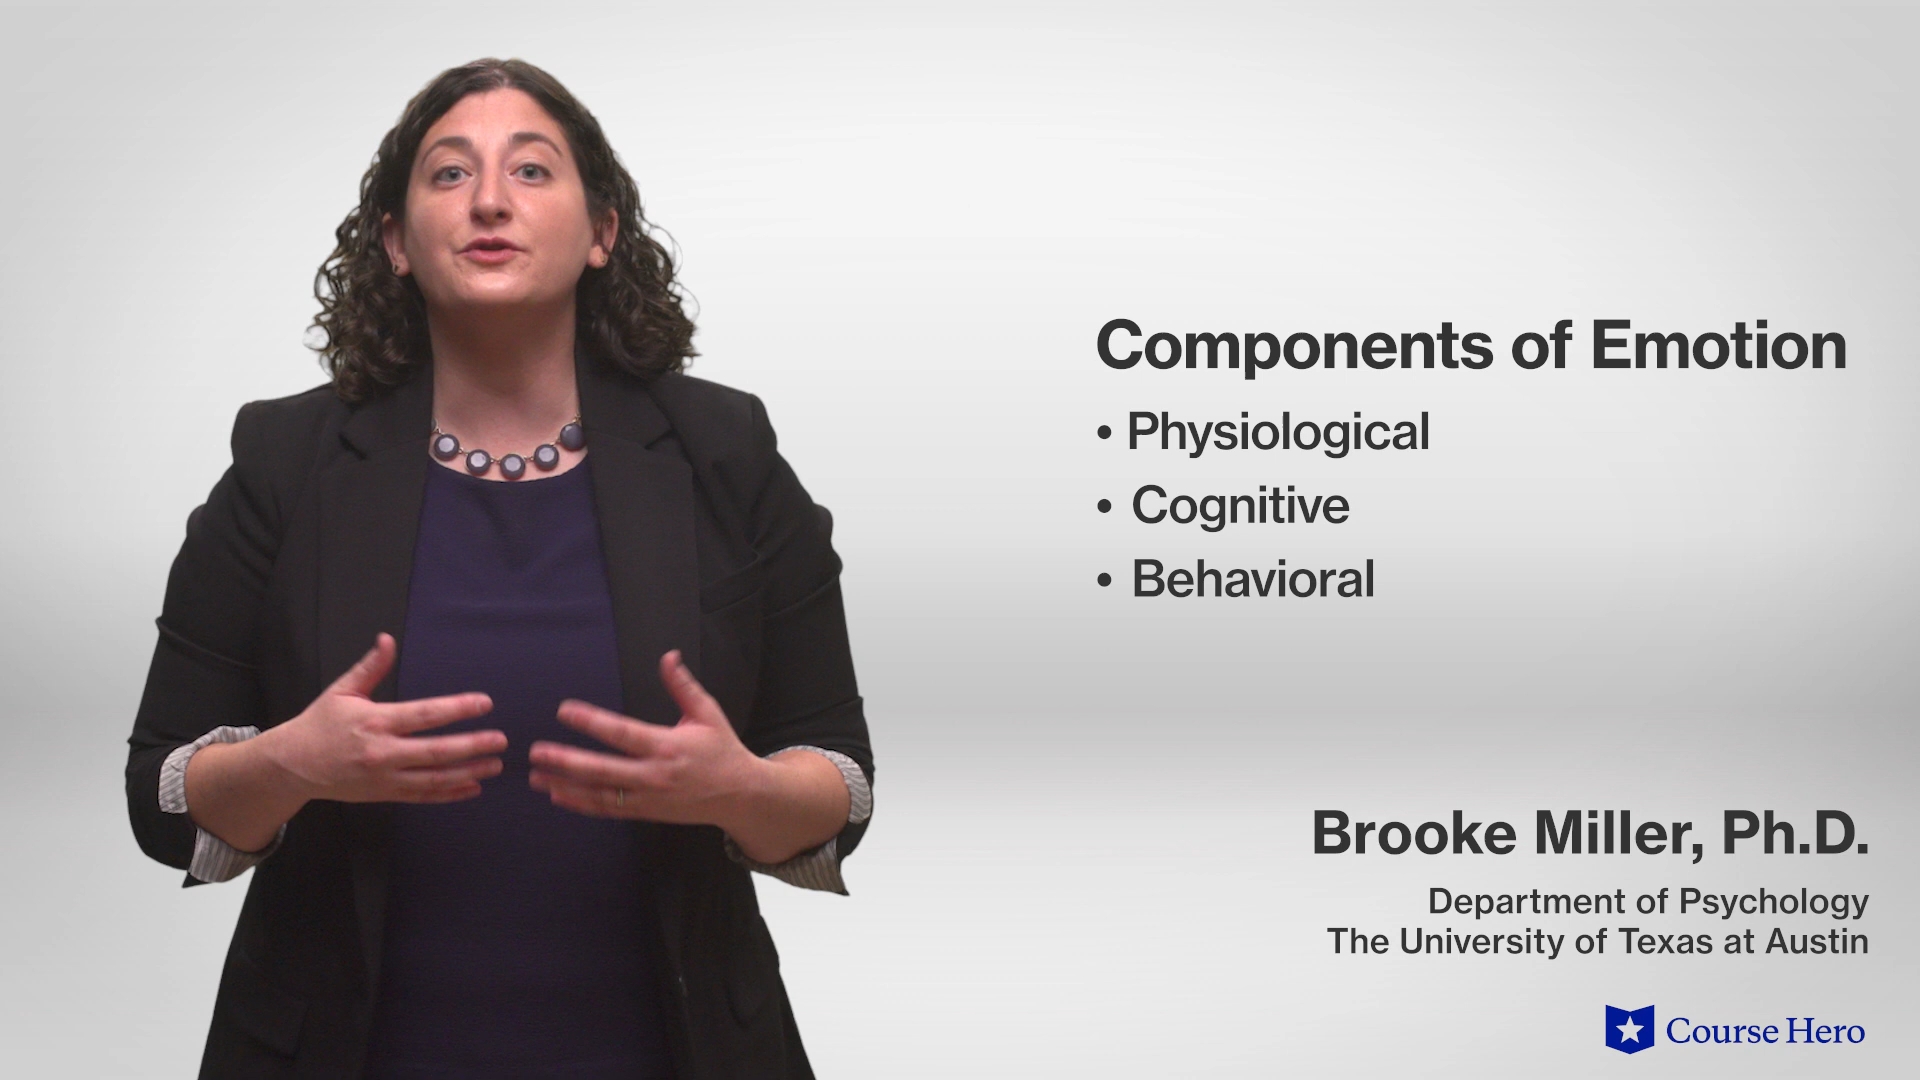 Components of Emotion
• Physiological
• Cognitive
• Behavioral
Brooke Miller, Ph.D.
Department of Psychology
The University of Texas at Austin
Course Hero